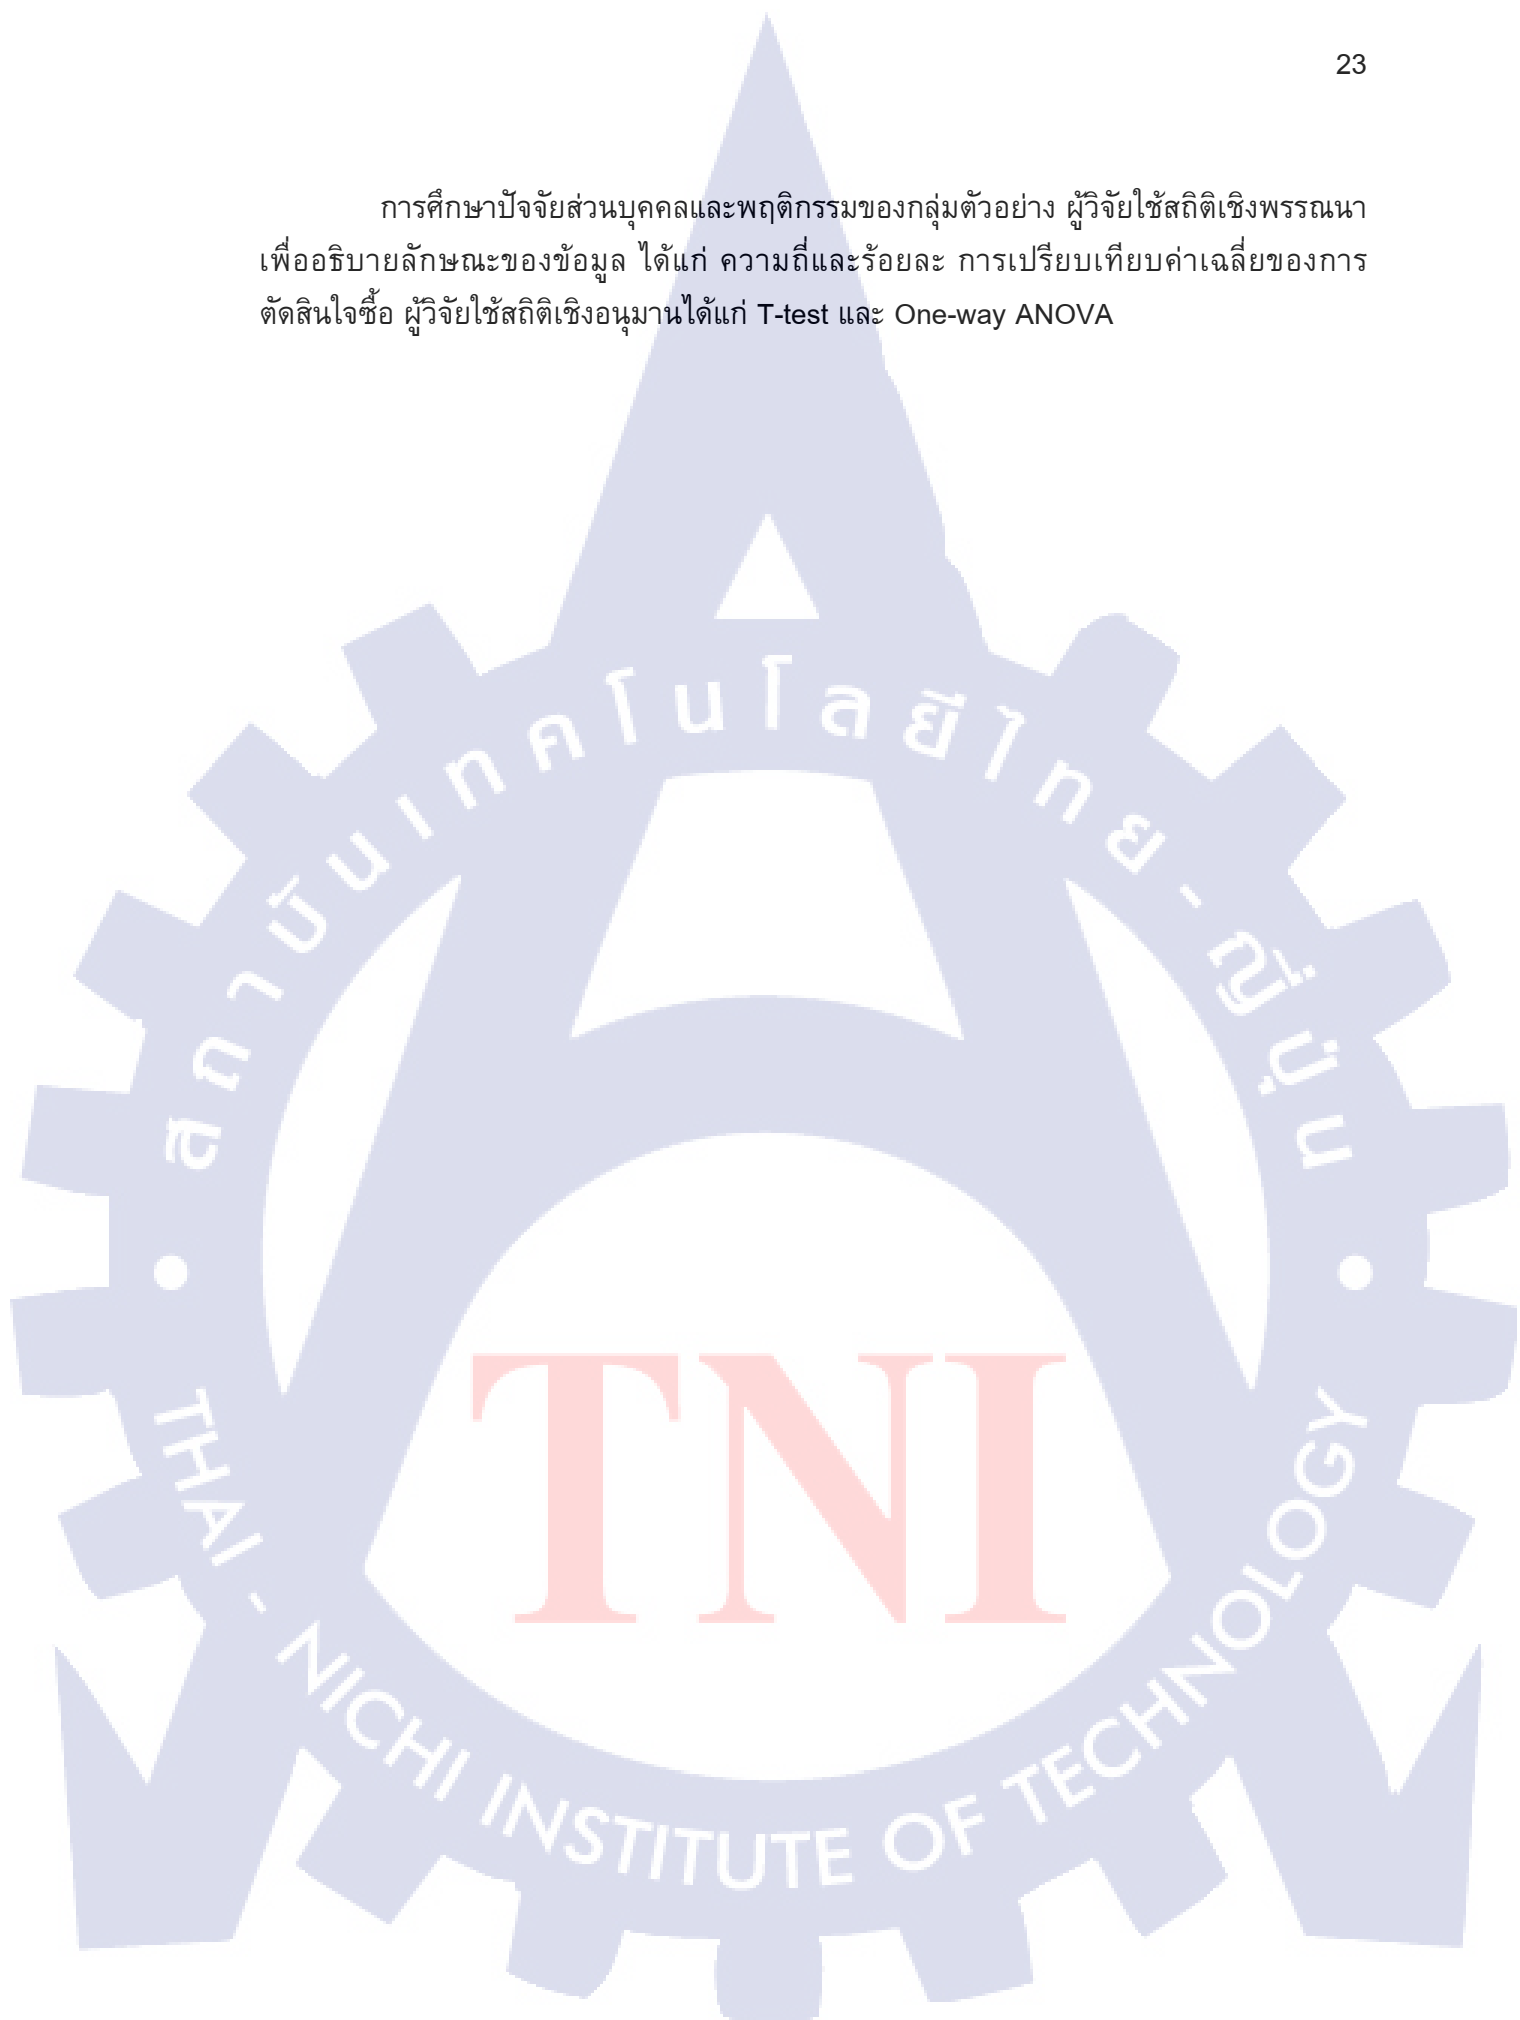 23
การศึกษาปัจจัยส่วนบุคคลและพฤติกรรมของกลุ่มตัวอย่าง ผู้วิจัยใช้สถิติเชิงพรรณนา
เพื่ออธิบายลักษณะของข้อมูล ได้แก่ ความถี่และร้อยละ การเปรียบเทียบค่าเฉลี่ยของการ
ตัดสินใจซื้อ ผู้วิจัยใช้สถิติเชิงอนุมานได้แก่ T-test และ One-way ANOVA
สถาบันเทคโนโลยีไทย - ญี่ปุ่น
TNI
THAI - NICHI INSTITUTE OF TECHNOLOGY